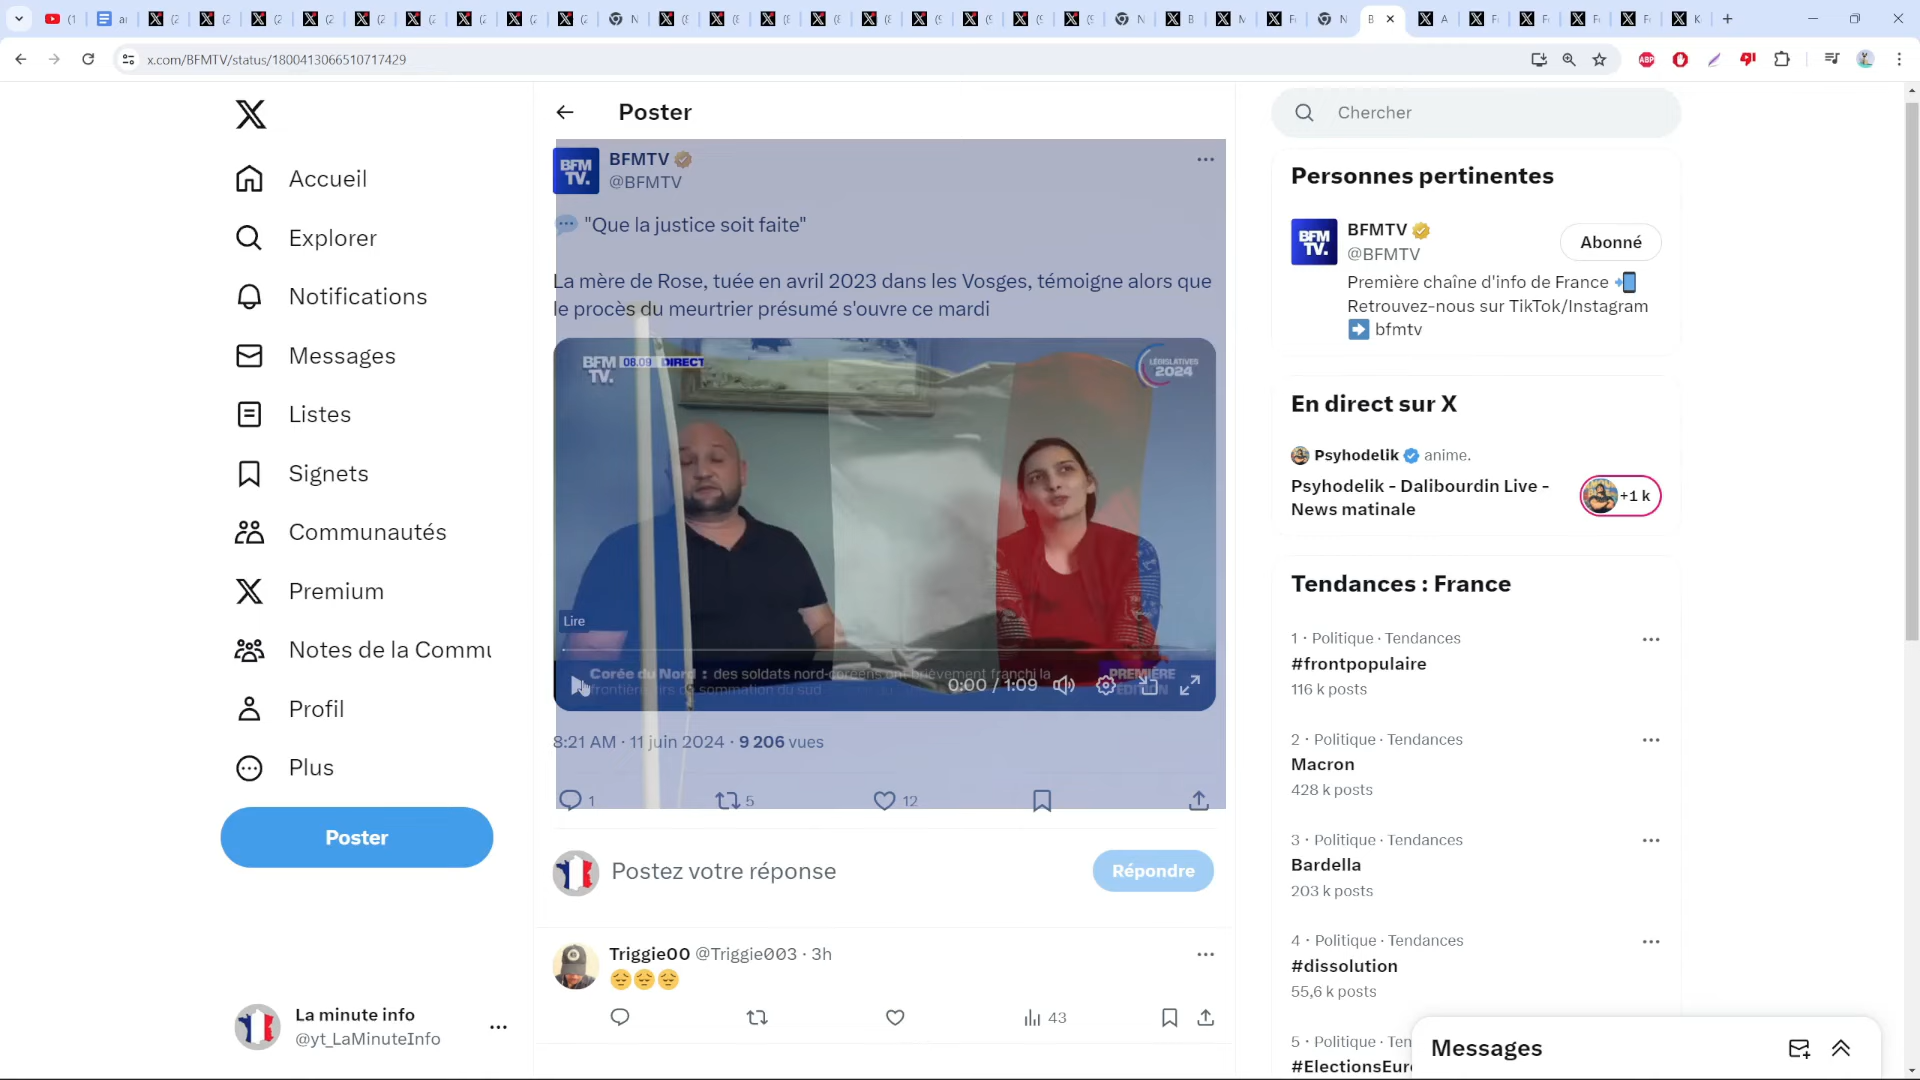 x.com/BFMTV/status/1800413066510717429
Accueil
Explorer
Notifications
Messages
Listes
Signets
Communautés
Premium
Notes de la Commu
Profil
Plus
Poster
La minute info
@yt_LaMinuteInfo
Poster
BFM TV.
BFMTV
@BFMTV
"Que la justice soit faite"
La mère de Rose, tuée en avril 2023 dans les Vosges, témoigne alors que
le procès du meurtrier présumé s'ouvre ce mardi
BFM TV. 08.09 DIRECT
LÉGISLATIVES
2024
Lire
Corée du Nord : des soldats nord-coréens ont brièvement franchi la
frontière, tirs de sommation du sud
PREMIÈRE
ÉDITION
0:00 / 1:09
8:21 AM · 11 juin 2024 · 9 206 vues
1 5 12
Postez votre réponse
Répondre
Triggie00 @Triggie003 · 3h
43
Chercher
Personnes pertinentes
BFM TV.
BFMTV
@BFMTV
Abonné
Première chaîne d'info de France
Retrouvez-nous sur TikTok/Instagram
bfmtv
En direct sur X
Psyhodelik anime.
Psyhodelik - Dalibourdin Live -
News matinale
+1 k
Tendances : France
1 · Politique · Tendances
#frontpopulaire
116 k posts
2 · Politique · Tendances
Macron
428 k posts
3 · Politique · Tendances
Bardella
203 k posts
4 · Politique · Tendances
#dissolution
55,6 k posts
5 · Politique · Ten
#ElectionsEur
Messages